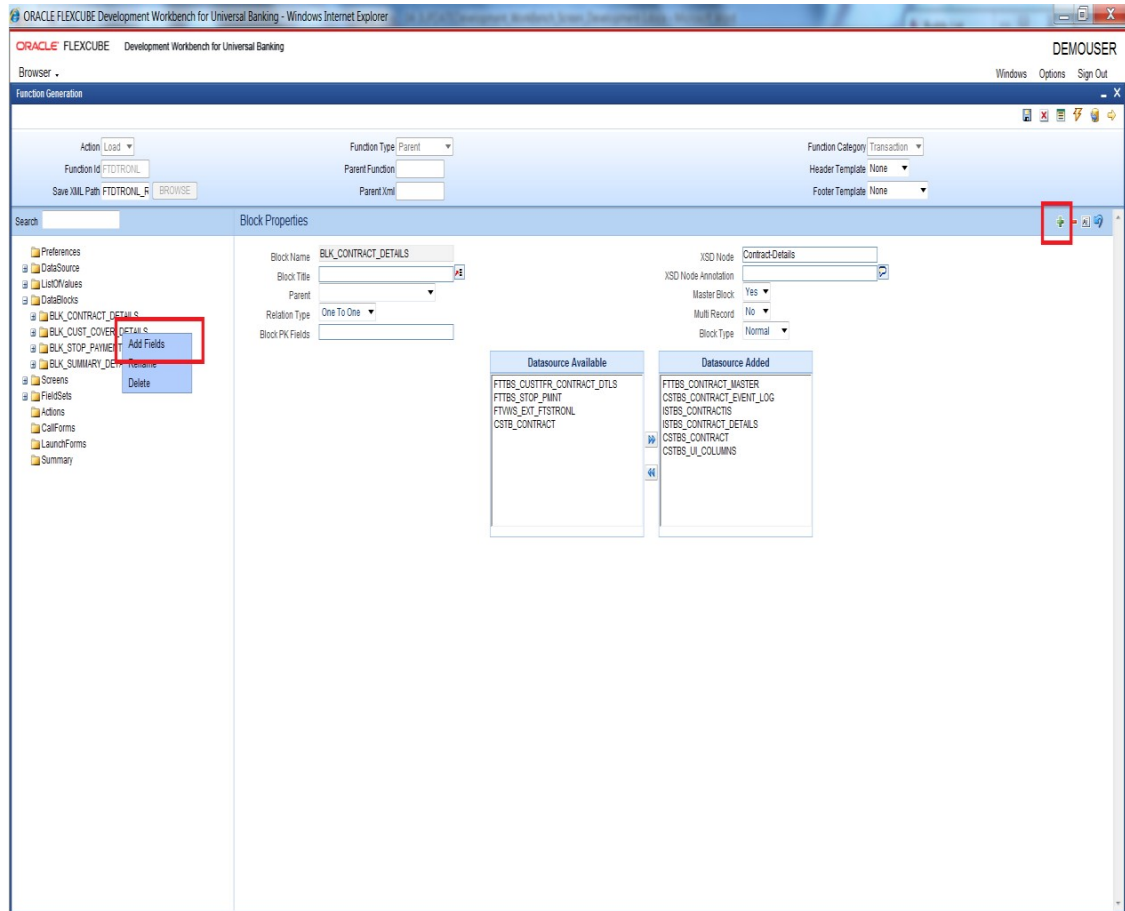 ORACLE FLEXCUBE Development Workbench for Universal Banking - Windows Internet Explorer
ORACLE FLEXCUBE Development Workbench for Universal Banking
DEMOUSER
Browser
Windows Options Sign Out
Function Generation
Action Load
Function Type Parent
Function Category Transaction
Function Id FTDTRONL
Parent Function
Header Template None
Save XML Path FTDTRONL_R BROWSE
Parent Xml
Footer Template None
Search
Block Properties
Preferences
DataSource
ListOfValues
DataBlocks
BLK_CONTRACT_DETAILS
BLK_CUST_COVER_DETAILS
BLK_STOP_PAYMENT
BLK_SUMMARY_DET
Screens
FieldSets
Actions
CallForms
LaunchForms
Summary
Add Fields
Rename
Delete
Block Name BLK_CONTRACT_DETAILS
XSD Node Contract-Details
Block Title
XSD Node Annotation
Parent
Master Block Yes
Relation Type One To One
Multi Record No
Block PK Fields
Block Type Normal
Datasource Available
FTTBS_CUSTTFR_CONTRACT_DTLS
FTTBS_STOP_PMNT
FTVWS_EXT_FTSTRONL
CSTB_CONTRACT
Datasource Added
FTTBS_CONTRACT_MASTER
CSTBS_CONTRACT_EVENT_LOG
ISTBS_CONTRACTIS
ISTBS_CONTRACT_DETAILS
CSTBS_CONTRACT
CSTBS_UI_COLUMNS